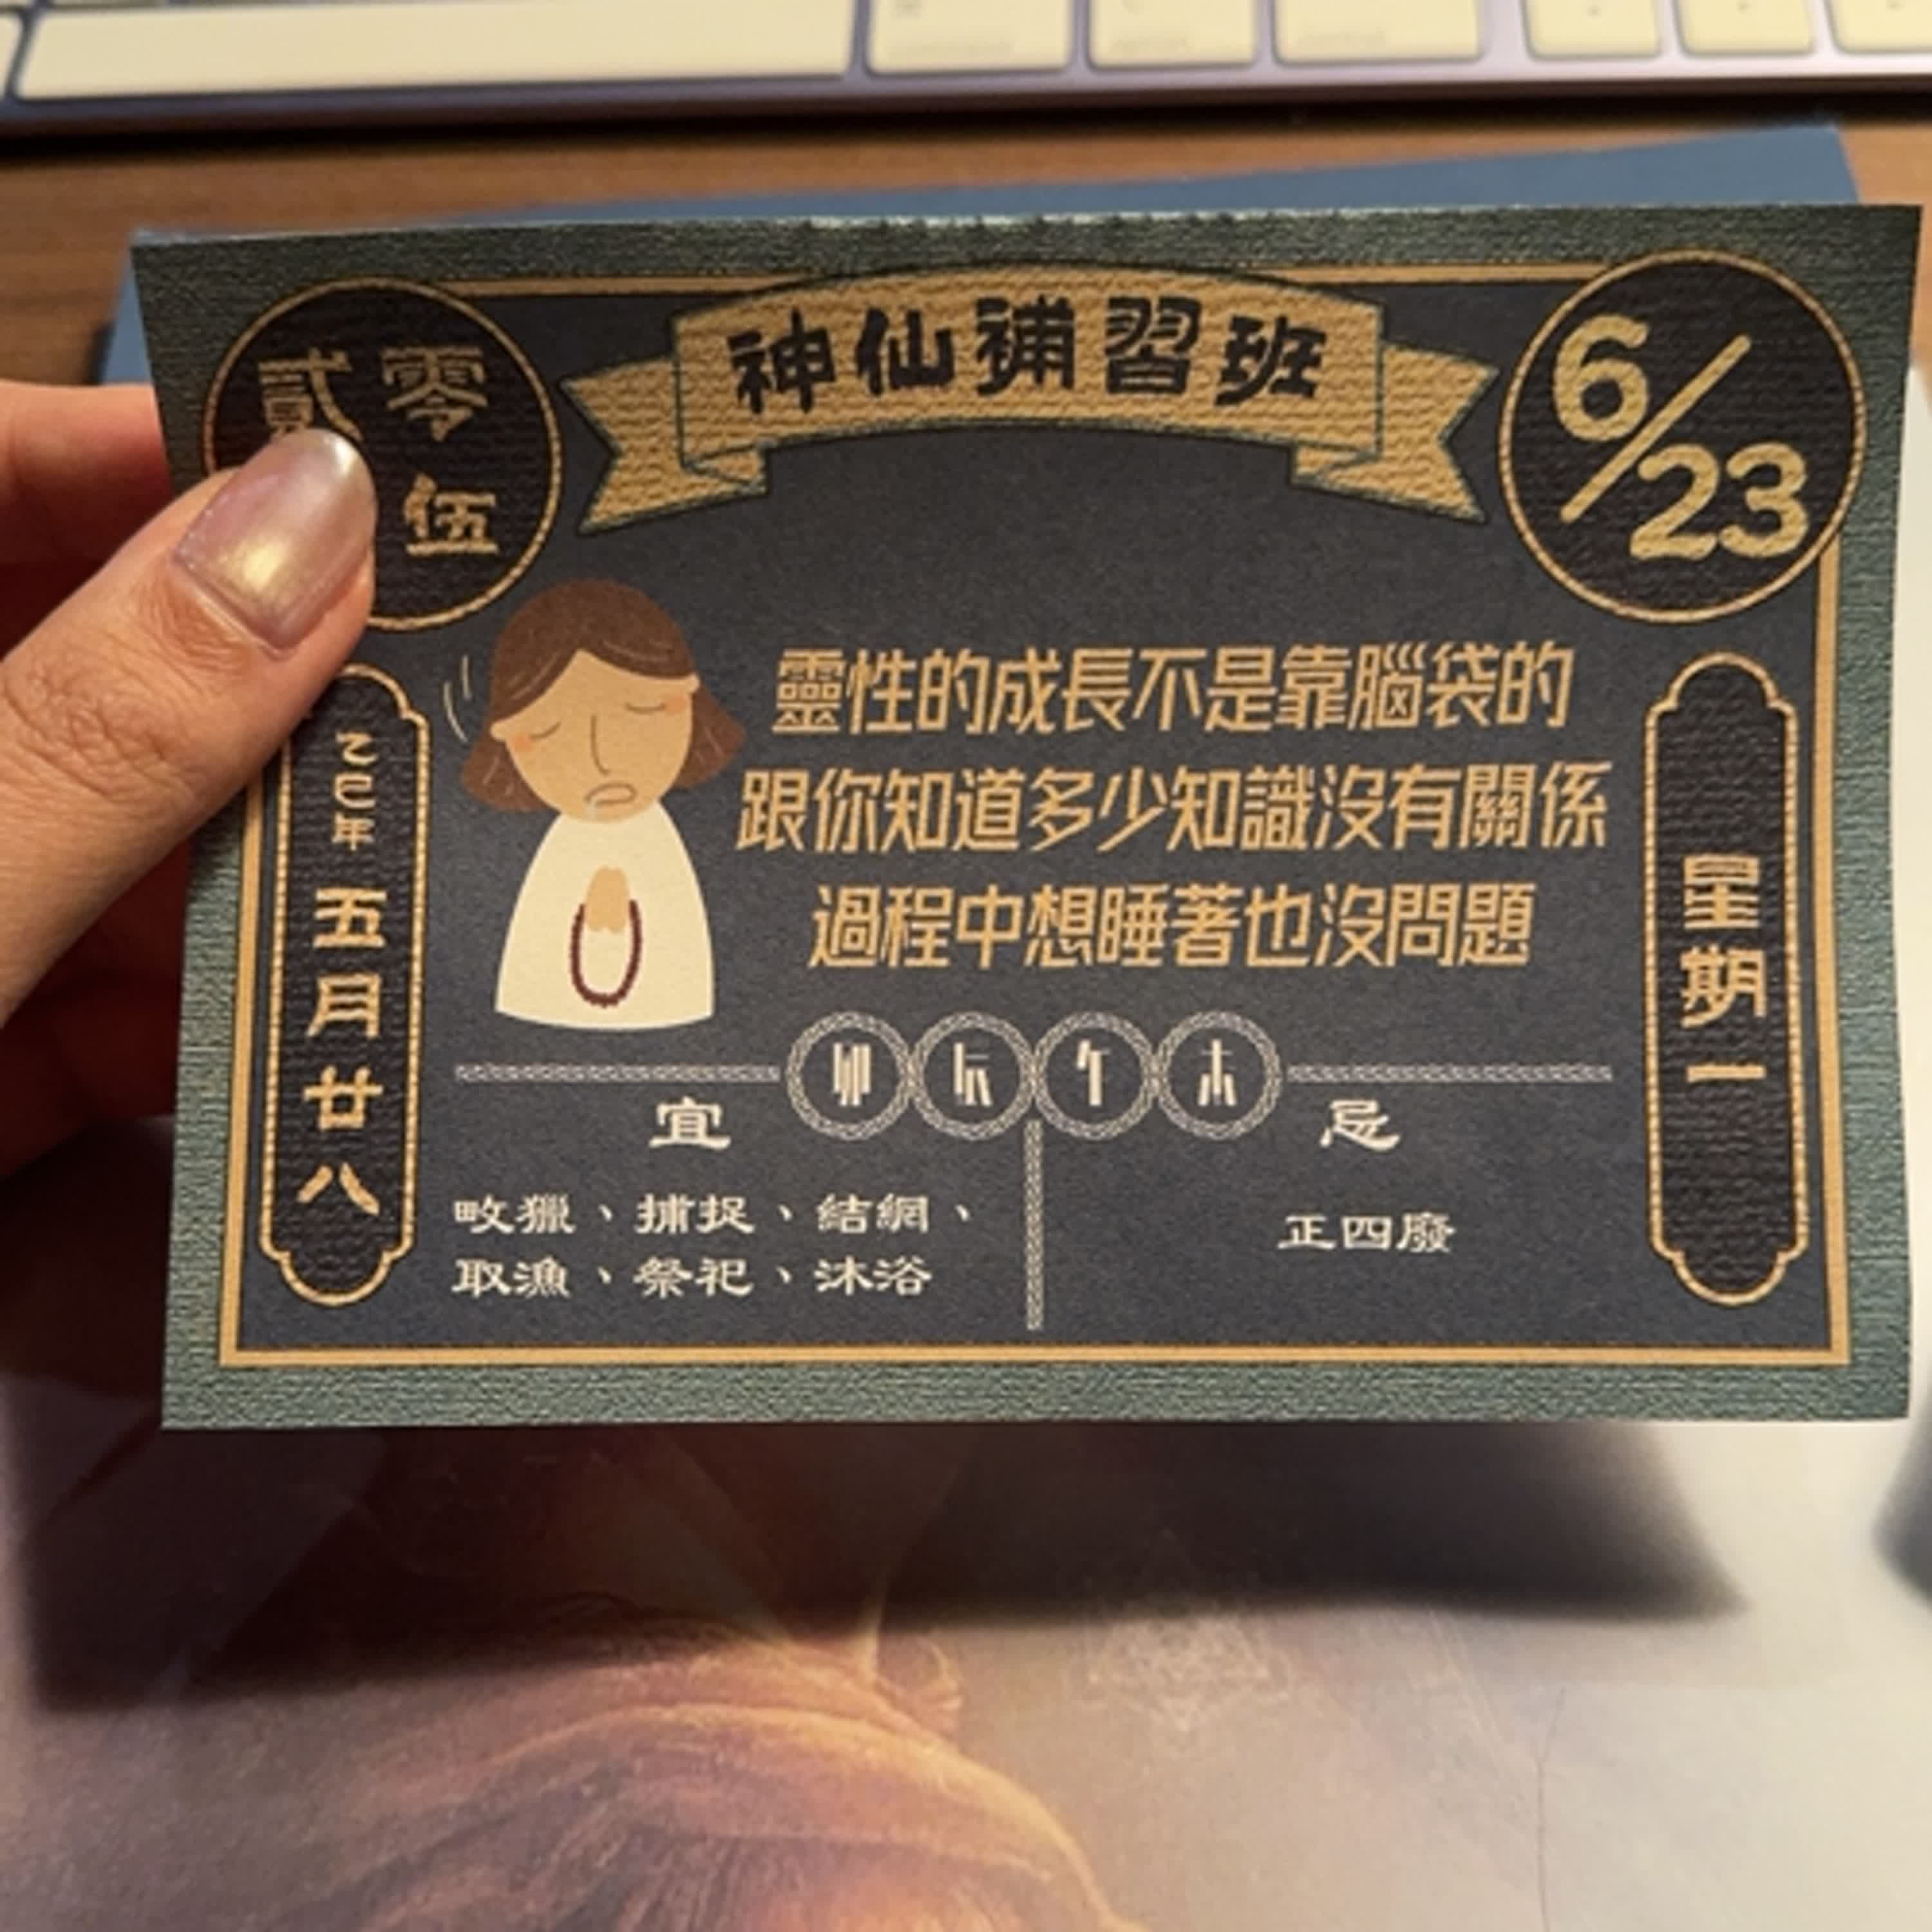 神仙補習班
貳零
伍
6/23
乙巳年 五月廿八
靈性的成長不是靠腦袋的
跟你知道多少知識沒有關係
過程中想睡著也沒問題
星期一
卯辰午未
宜
畋獵、捕捉、結網、
取漁、祭祀、沐浴
忌
正四廢